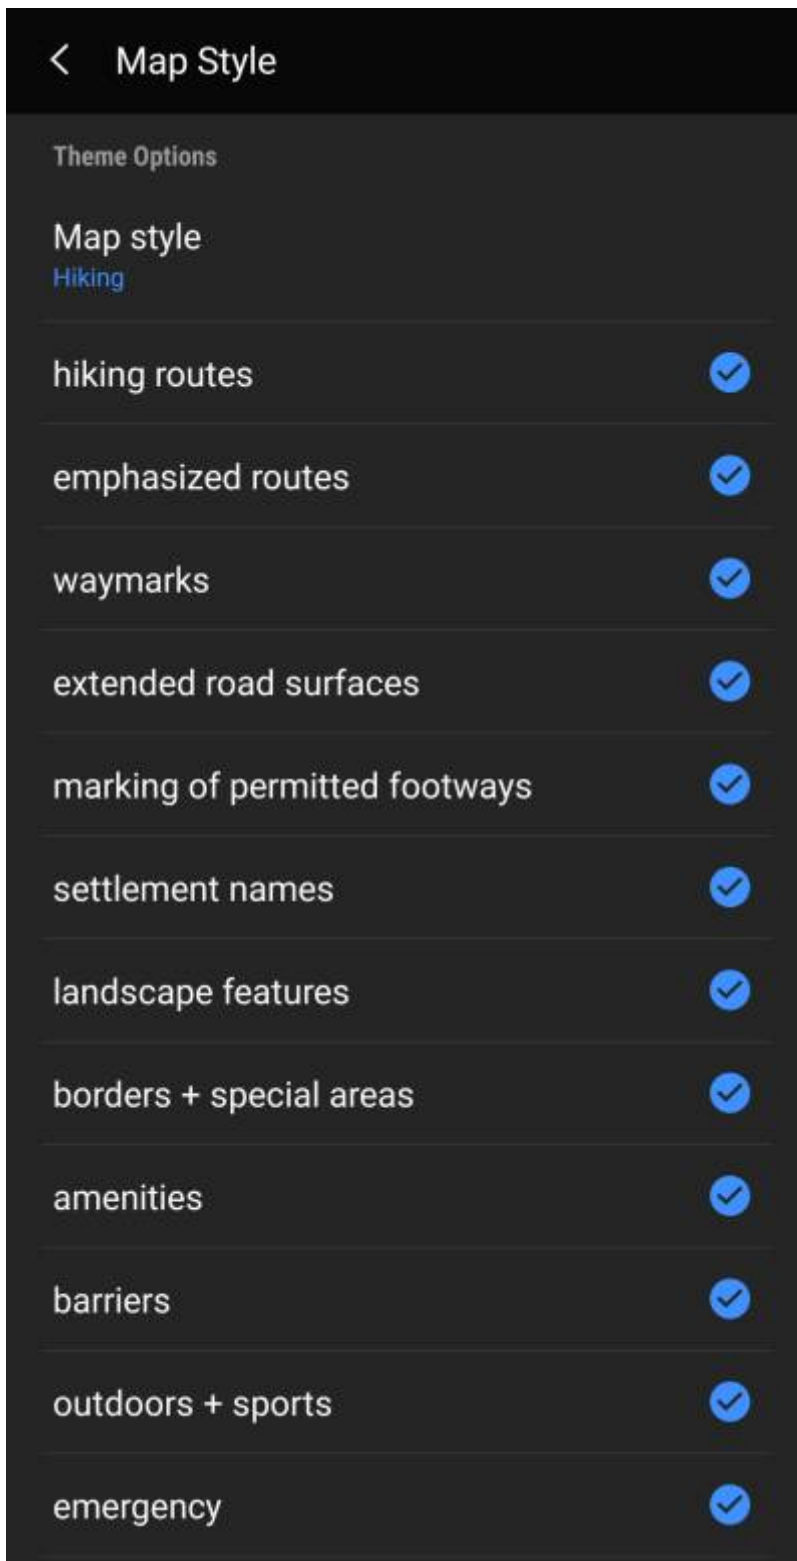 Map Style
Theme Options
Map style
Hiking
hiking routes
emphasized routes
waymarks
extended road surfaces
marking of permitted footways
settlement names
landscape features
borders + special areas
amenities
barriers
outdoors + sports
emergency